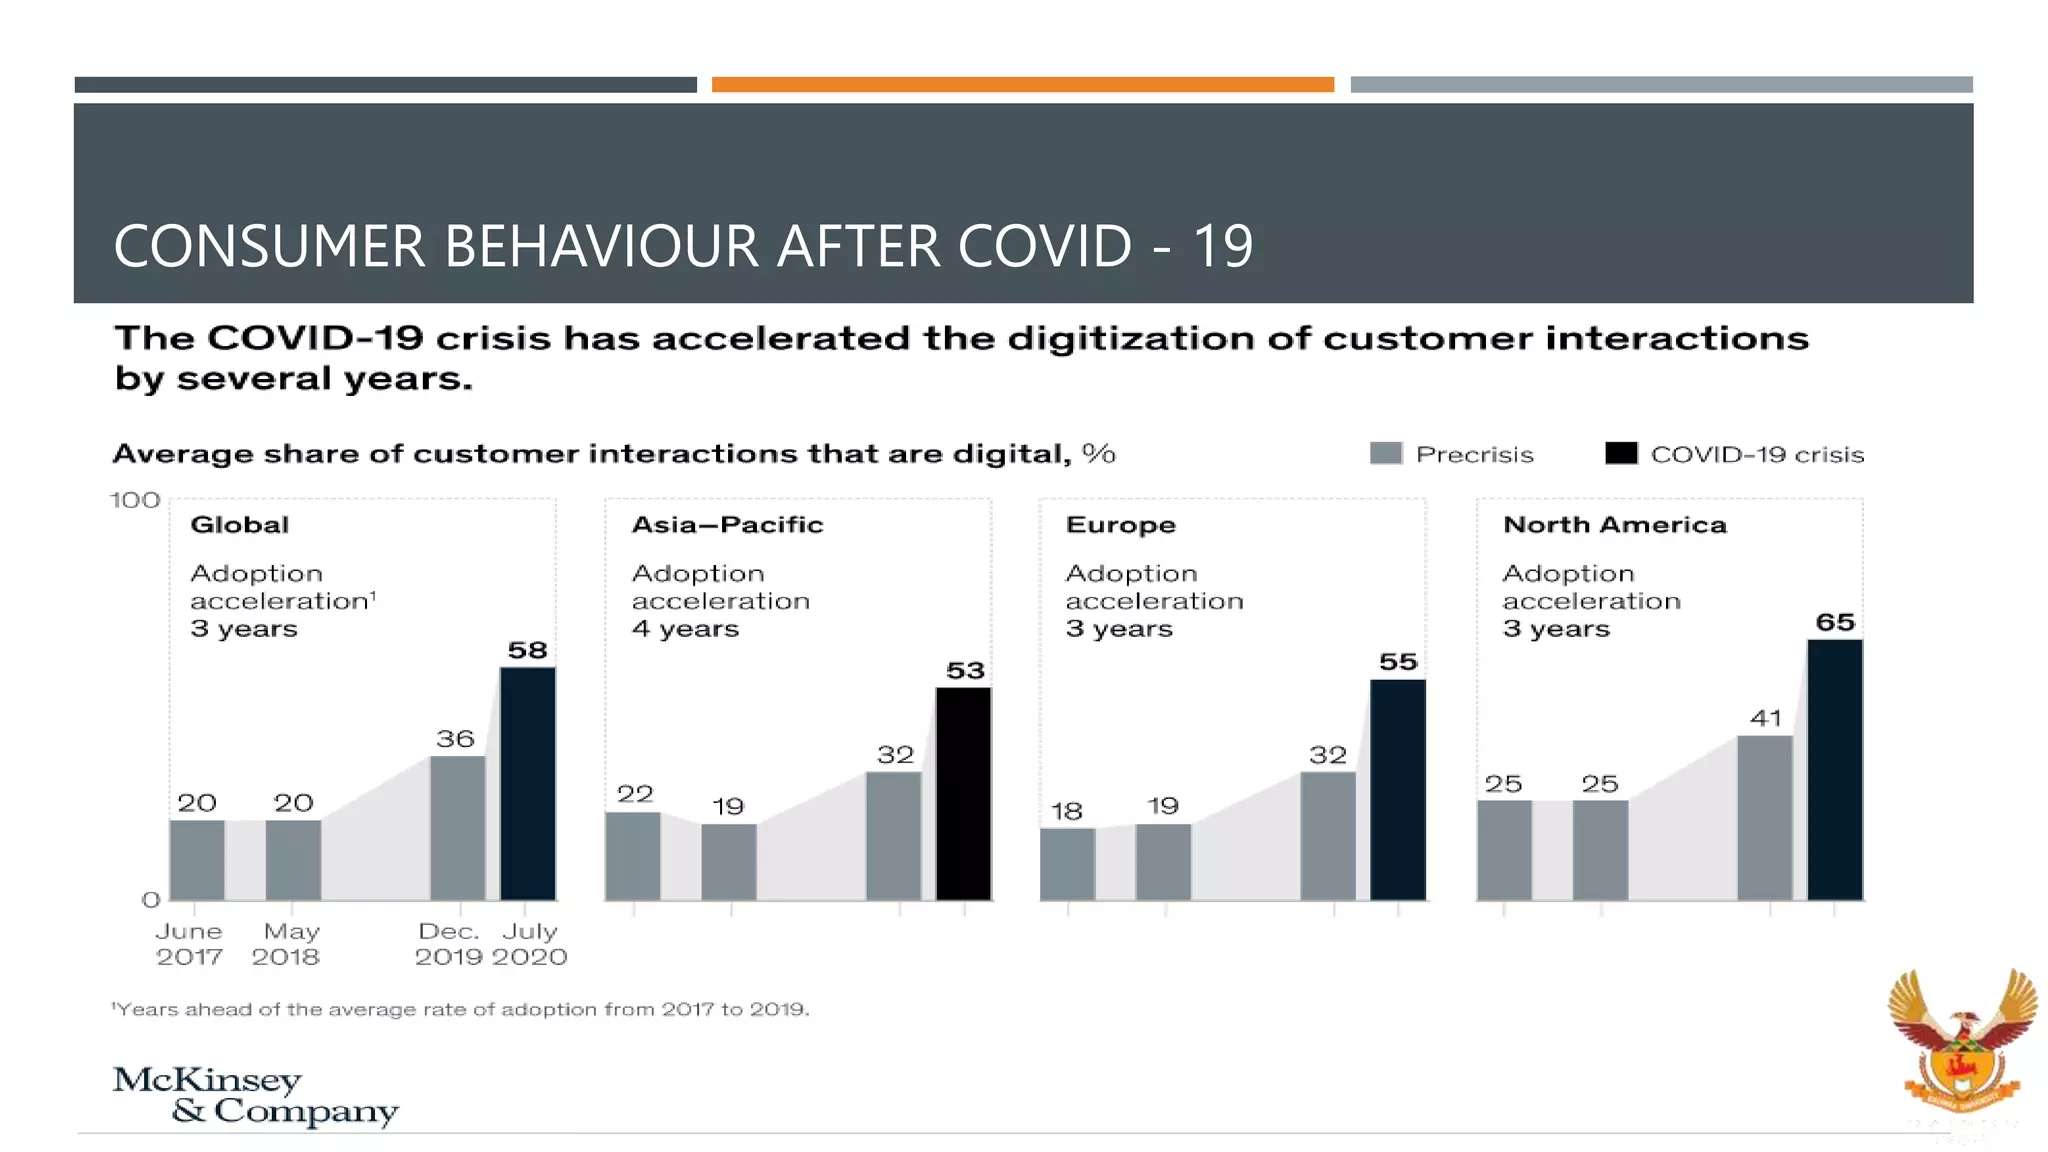 CONSUMER BEHAVIOUR AFTER COVID - 19
The COVID-19 crisis has accelerated the digitization of customer interactions
by several years.
Average share of customer interactions that are digital, %
Precrisis
COVID-19 crisis
100
0
Global
Adoption
acceleration¹
3 years
20
20
36
58
June
2017
May
2018
Dec.
2019
July
2020
Asia–Pacific
Adoption
acceleration
4 years
22
19
32
53
Europe
Adoption
acceleration
3 years
18
19
32
55
North America
Adoption
acceleration
3 years
25
25
41
65
¹Years ahead of the average rate of adoption from 2017 to 2019.
McKinsey
& Company